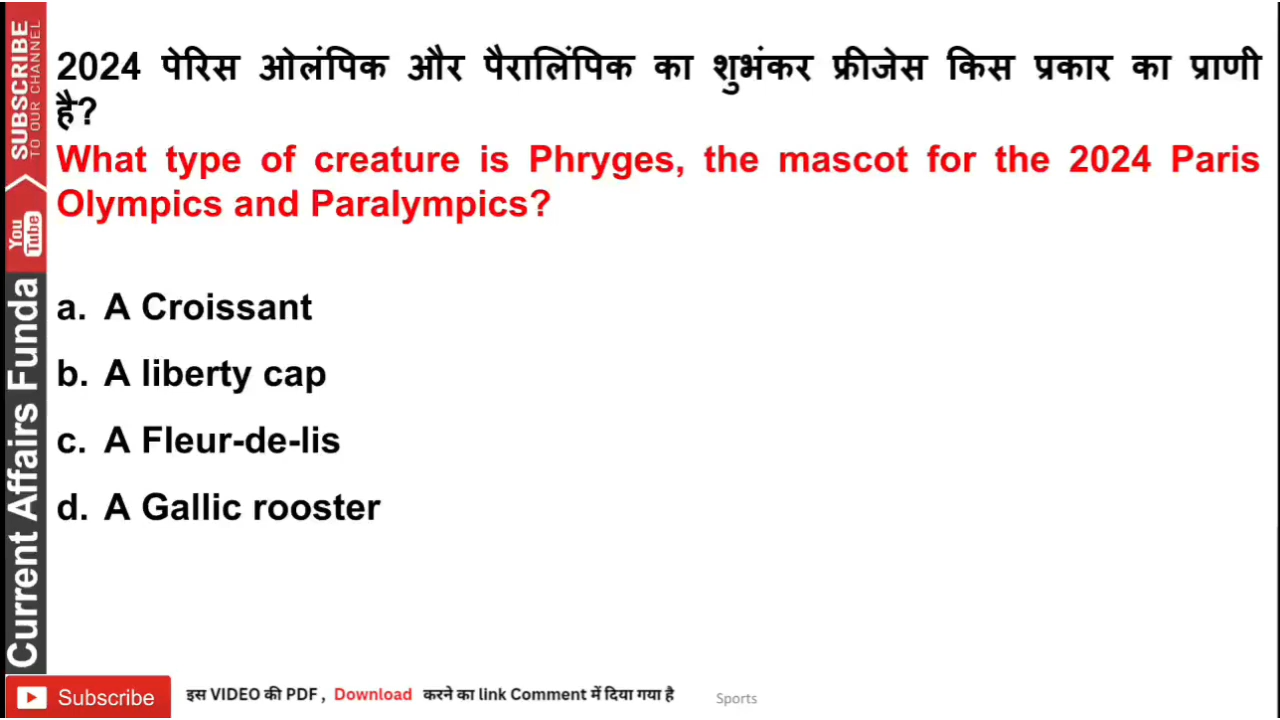 2024 पेरिस ओलंपिक और पैरालिंपिक का शुभंकर फ्रीजेस किस प्रकार का प्राणी
है?
What type of creature is Phryges, the mascot for the 2024 Paris
Olympics and Paralympics?
a. A Croissant
b. A liberty cap
c. A Fleur-de-lis
d. A Gallic rooster
SUBSCRIBE
TO OUR CHANNEL
You
Tube
Current Affairs Funda
Subscribe
इस VIDEO की PDF , Download करने का link Comment में दिया गया है
Sports